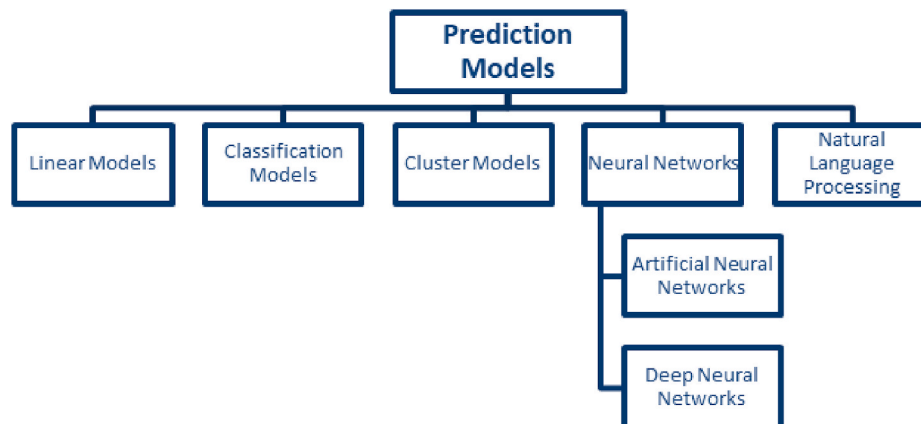 Prediction
Models
Linear Models
Classification
Models
Cluster Models
Neural Networks
Natural
Language
Processing
Artificial Neural
Networks
Deep Neural
Networks